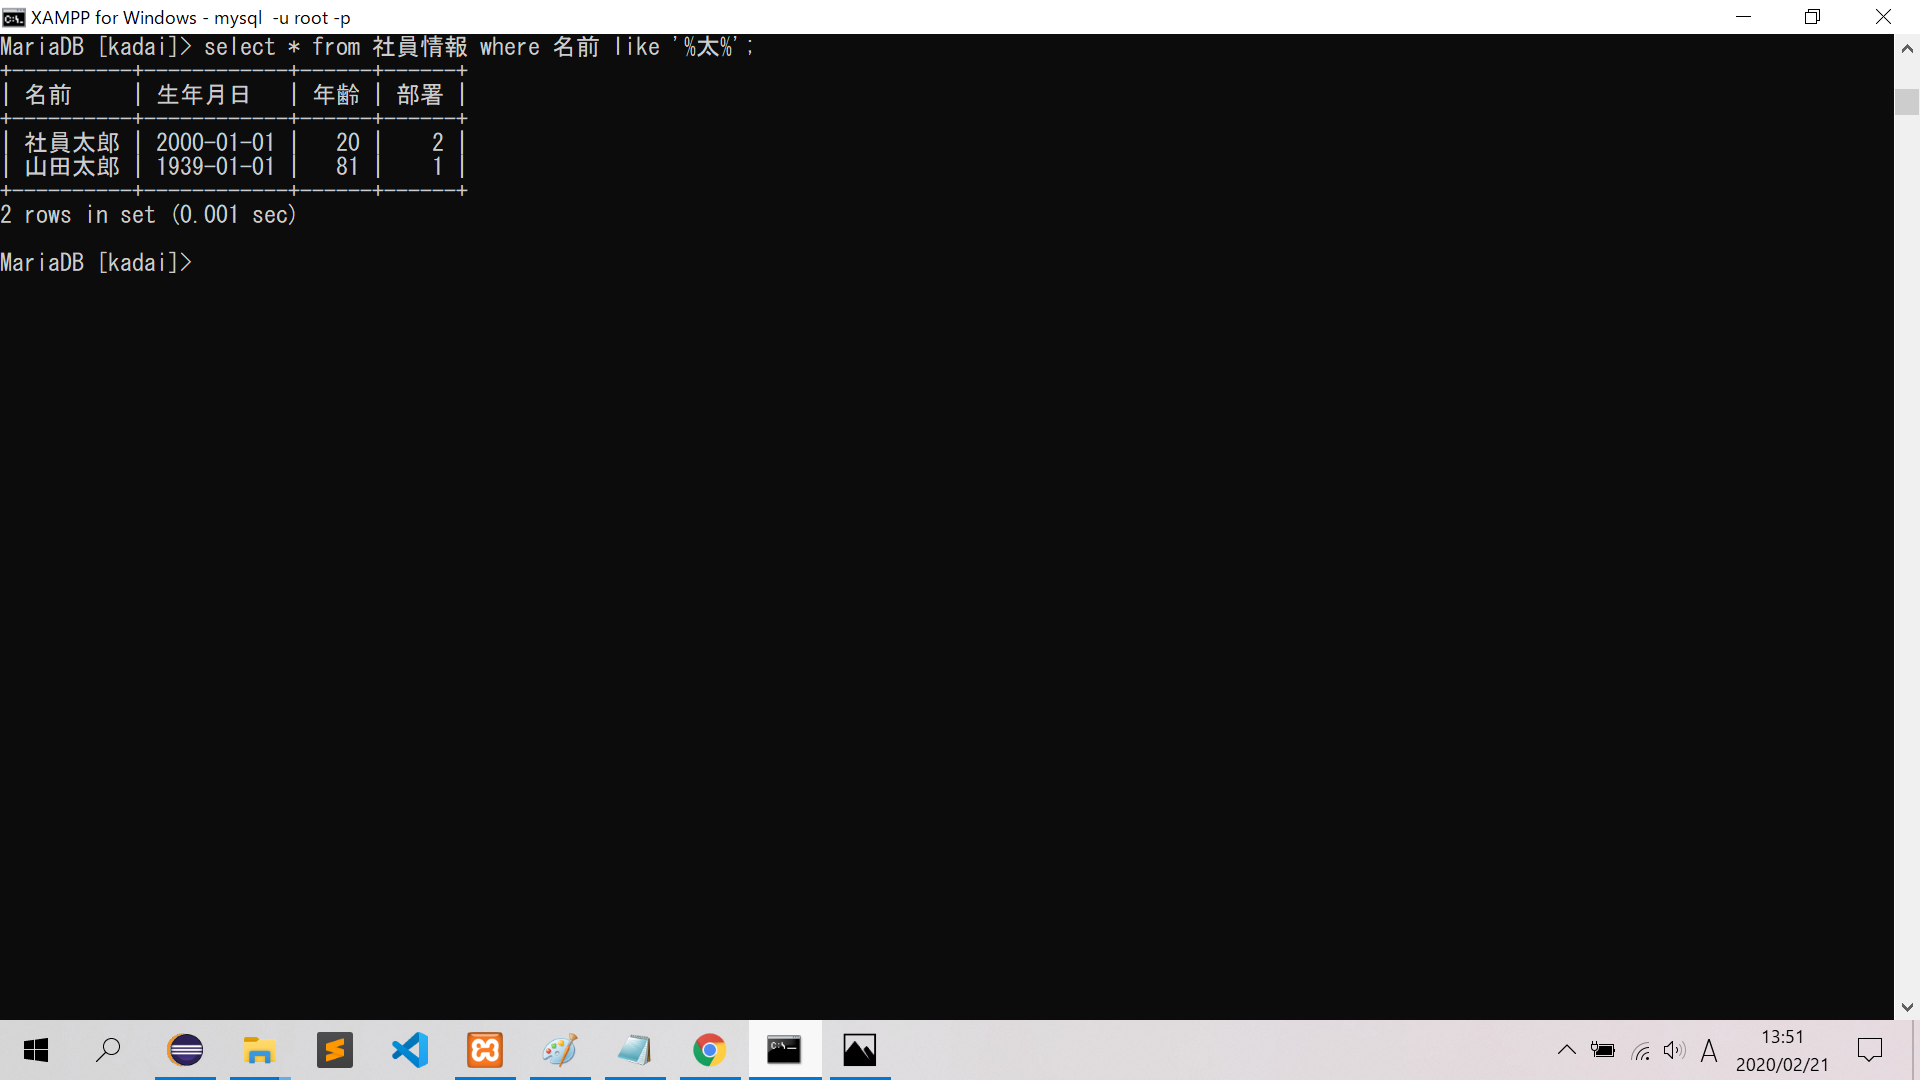 XAMPP for Windows - mysql  -u root -p
MariaDB [kadai]> select * from 社員情報 where 名前 like '%太%';
+----------+------------+------+------+
| 名前     | 生年月日   | 年齢 | 部署 |
+----------+------------+------+------+
| 社員太郎 | 2000-01-01 |   20 |    2 |
| 山田太郎 | 1939-01-01 |   81 |    1 |
+----------+------------+------+------+
2 rows in set (0.001 sec)
MariaDB [kadai]>
A
13:51
2020/02/21